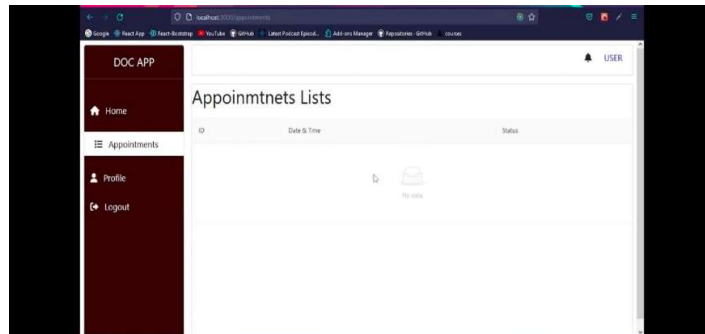 localhost:3000/appointments
Google React App React-Bootstrap YouTube GitHub Latest Podcast Episod... Add-ons Manager Repositories · GitHub courses
DOC APP
USER
Appoinmtnets Lists
Home
ID Date & Time Status
Appointments
Profile
No data
Logout